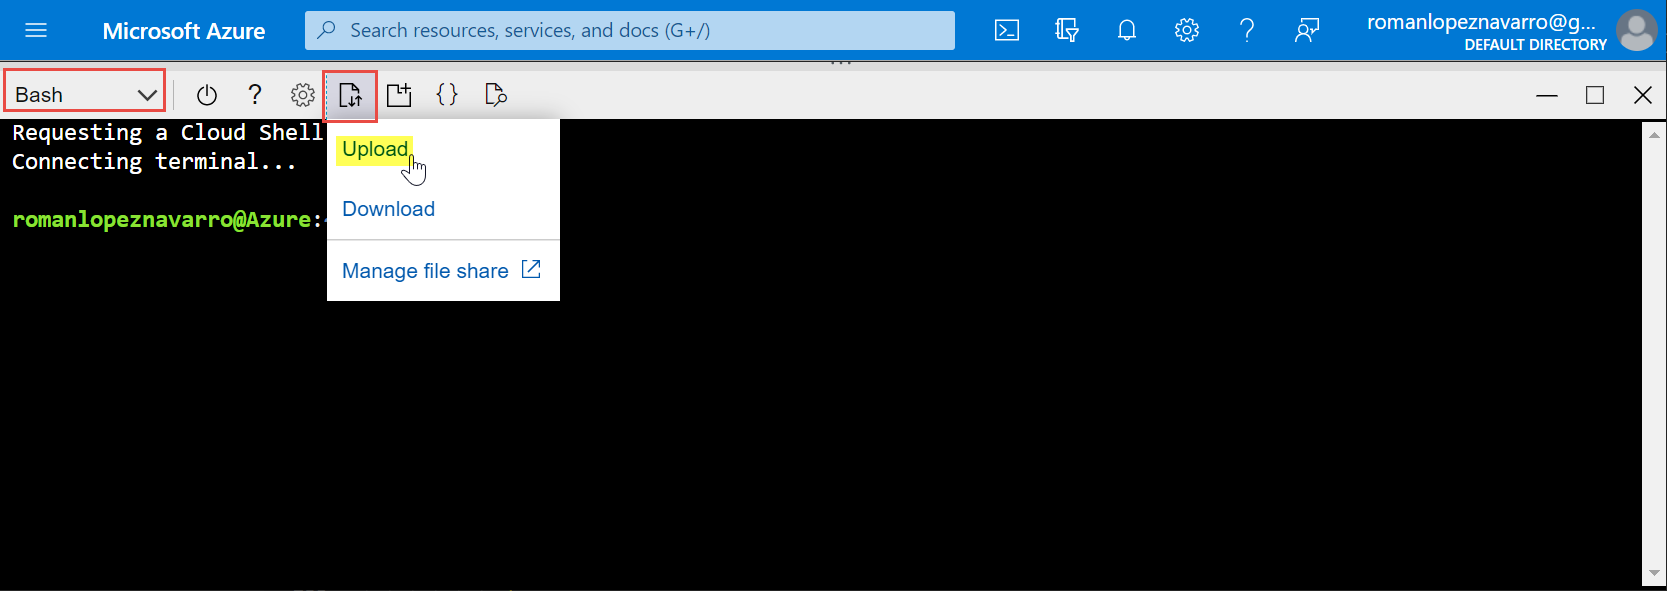 Microsoft Azure
Search resources, services, and docs (G+/)
romanlopeznavarro@g...
DEFAULT DIRECTORY
Bash
Requesting a Cloud Shell
Connecting terminal...
romanlopeznavarro@Azure:
Upload
Download
Manage file share